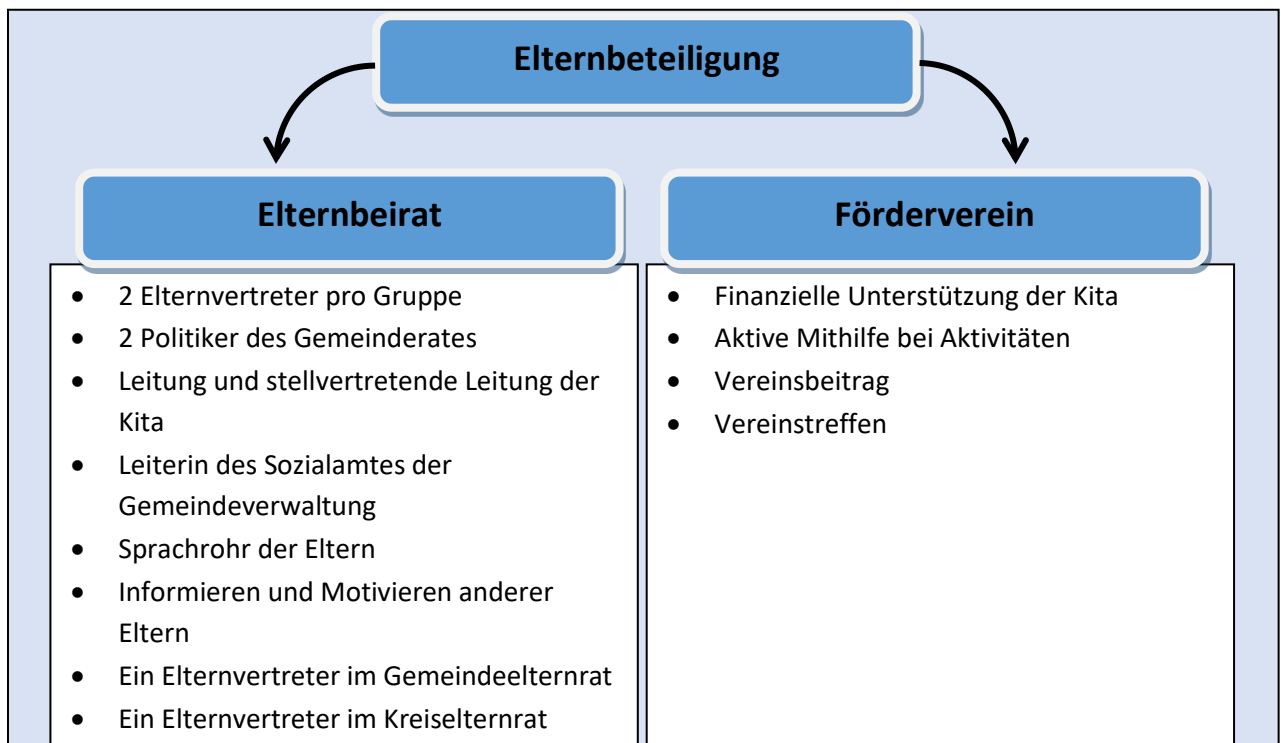 Elternbeteiligung
Elternbeirat
• 2 Elternvertreter pro Gruppe
• 2 Politiker des Gemeinderates
• Leitung und stellvertretende Leitung der
Kita
• Leiterin des Sozialamtes der
Gemeindeverwaltung
• Sprachrohr der Eltern
• Informieren und Motivieren anderer
Eltern
• Ein Elternvertreter im Gemeindeelternrat
• Ein Elternvertreter im Kreiselternrat
Förderverein
• Finanzielle Unterstützung der Kita
• Aktive Mithilfe bei Aktivitäten
• Vereinsbeitrag
• Vereinstreffen